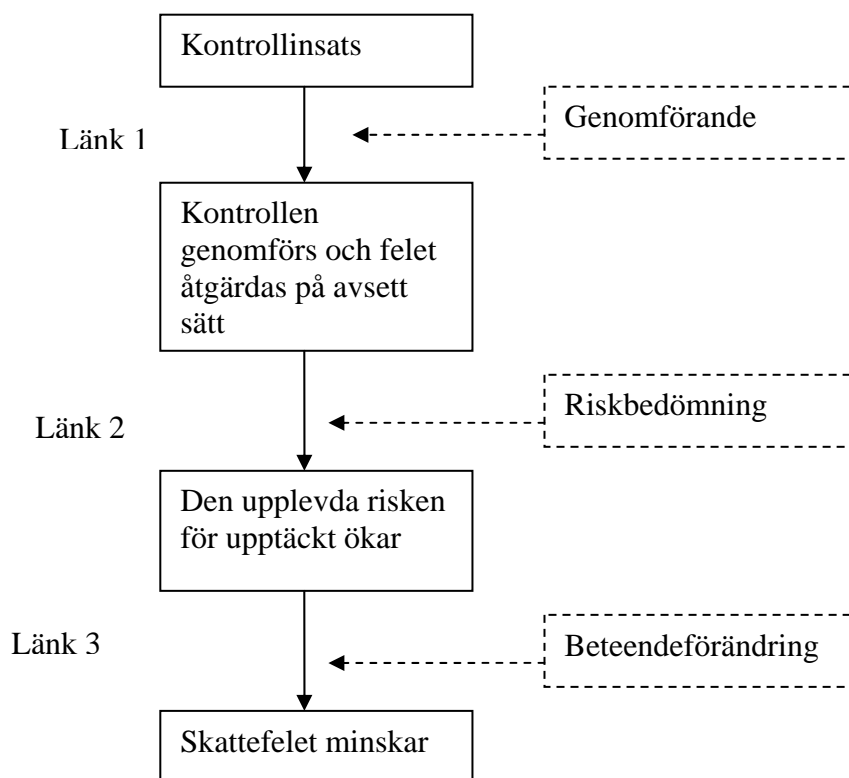 Kontrollinsats
Genomförande
Länk 1
Kontrollen
genomförs och felet
åtgärdas på avsett
sätt
Riskbedömning
Länk 2
Den upplevda risken
för upptäckt ökar
Länk 3
Beteendeförändring
Skattefelet minskar